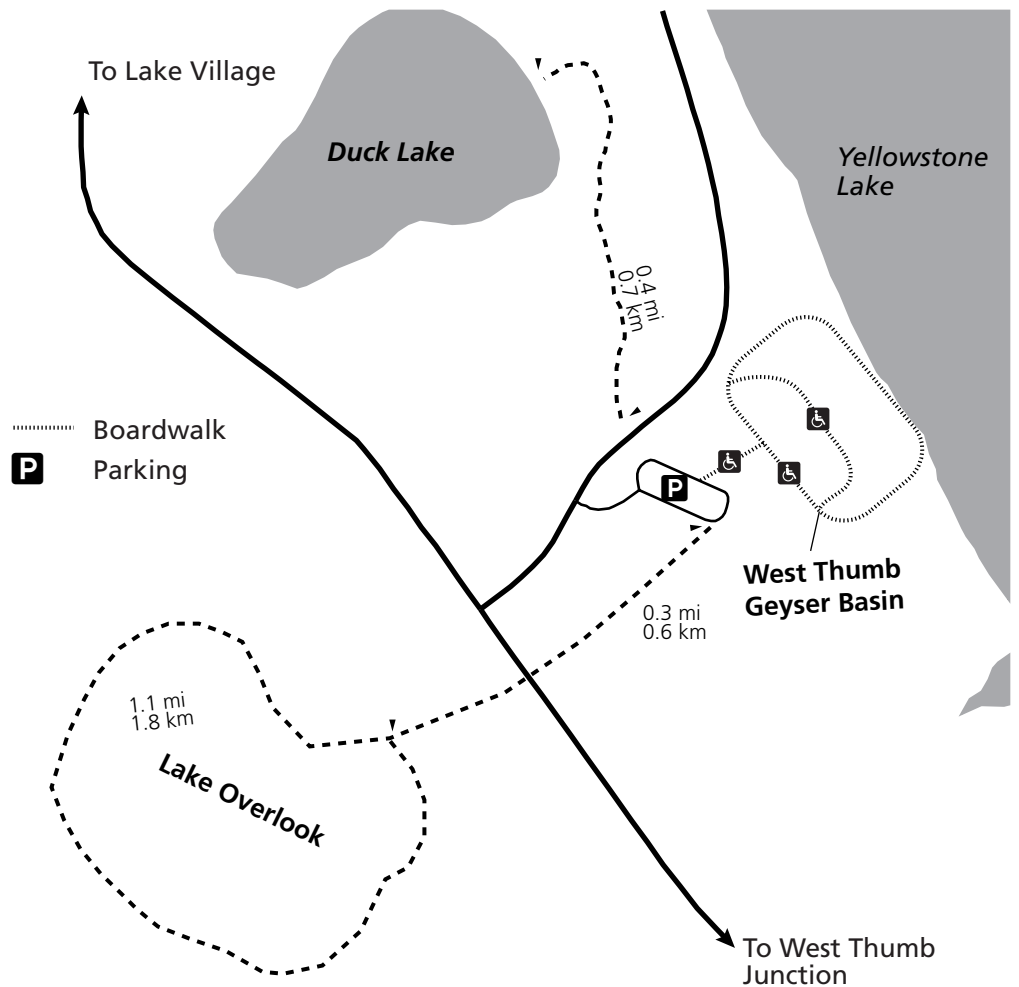 To Lake Village
Duck Lake
Yellowstone
Lake
0.4 mi
0.7 km
Boardwalk
P
Parking
P
West Thumb
Geyser Basin
0.3 mi
0.6 km
1.1 mi
1.8 km
Lake Overlook
To West Thumb
Junction